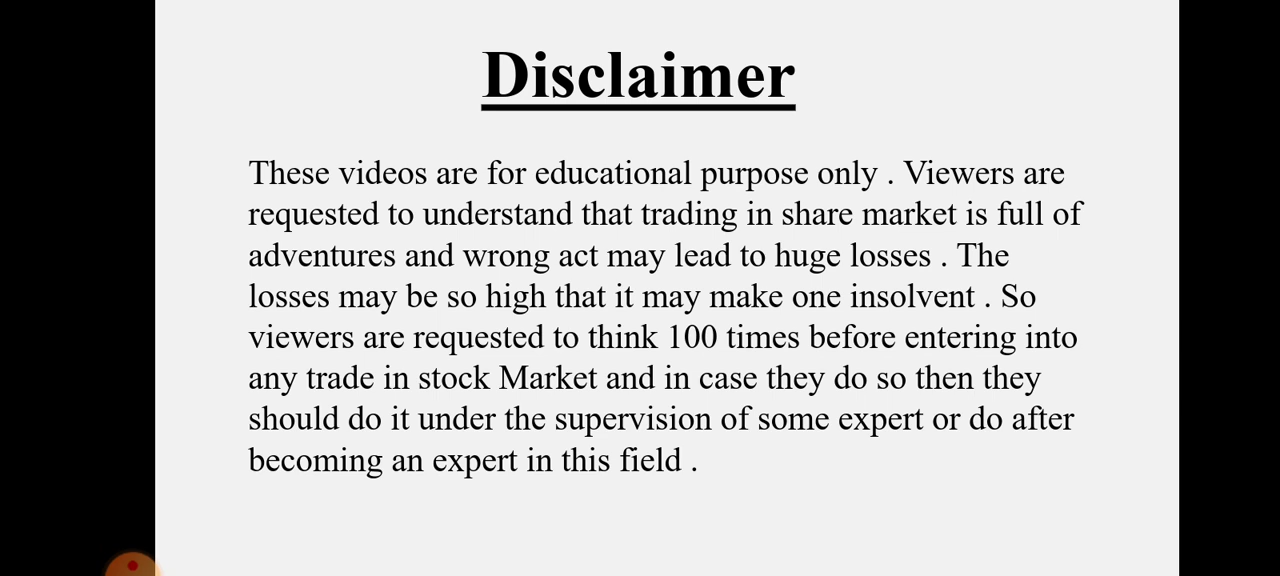 Disclaimer
These videos are for educational purpose only . Viewers are
requested to understand that trading in share market is full of
adventures and wrong act may lead to huge losses . The
losses may be so high that it may make one insolvent . So
viewers are requested to think 100 times before entering into
any trade in stock Market and in case they do so then they
should do it under the supervision of some expert or do after
becoming an expert in this field .